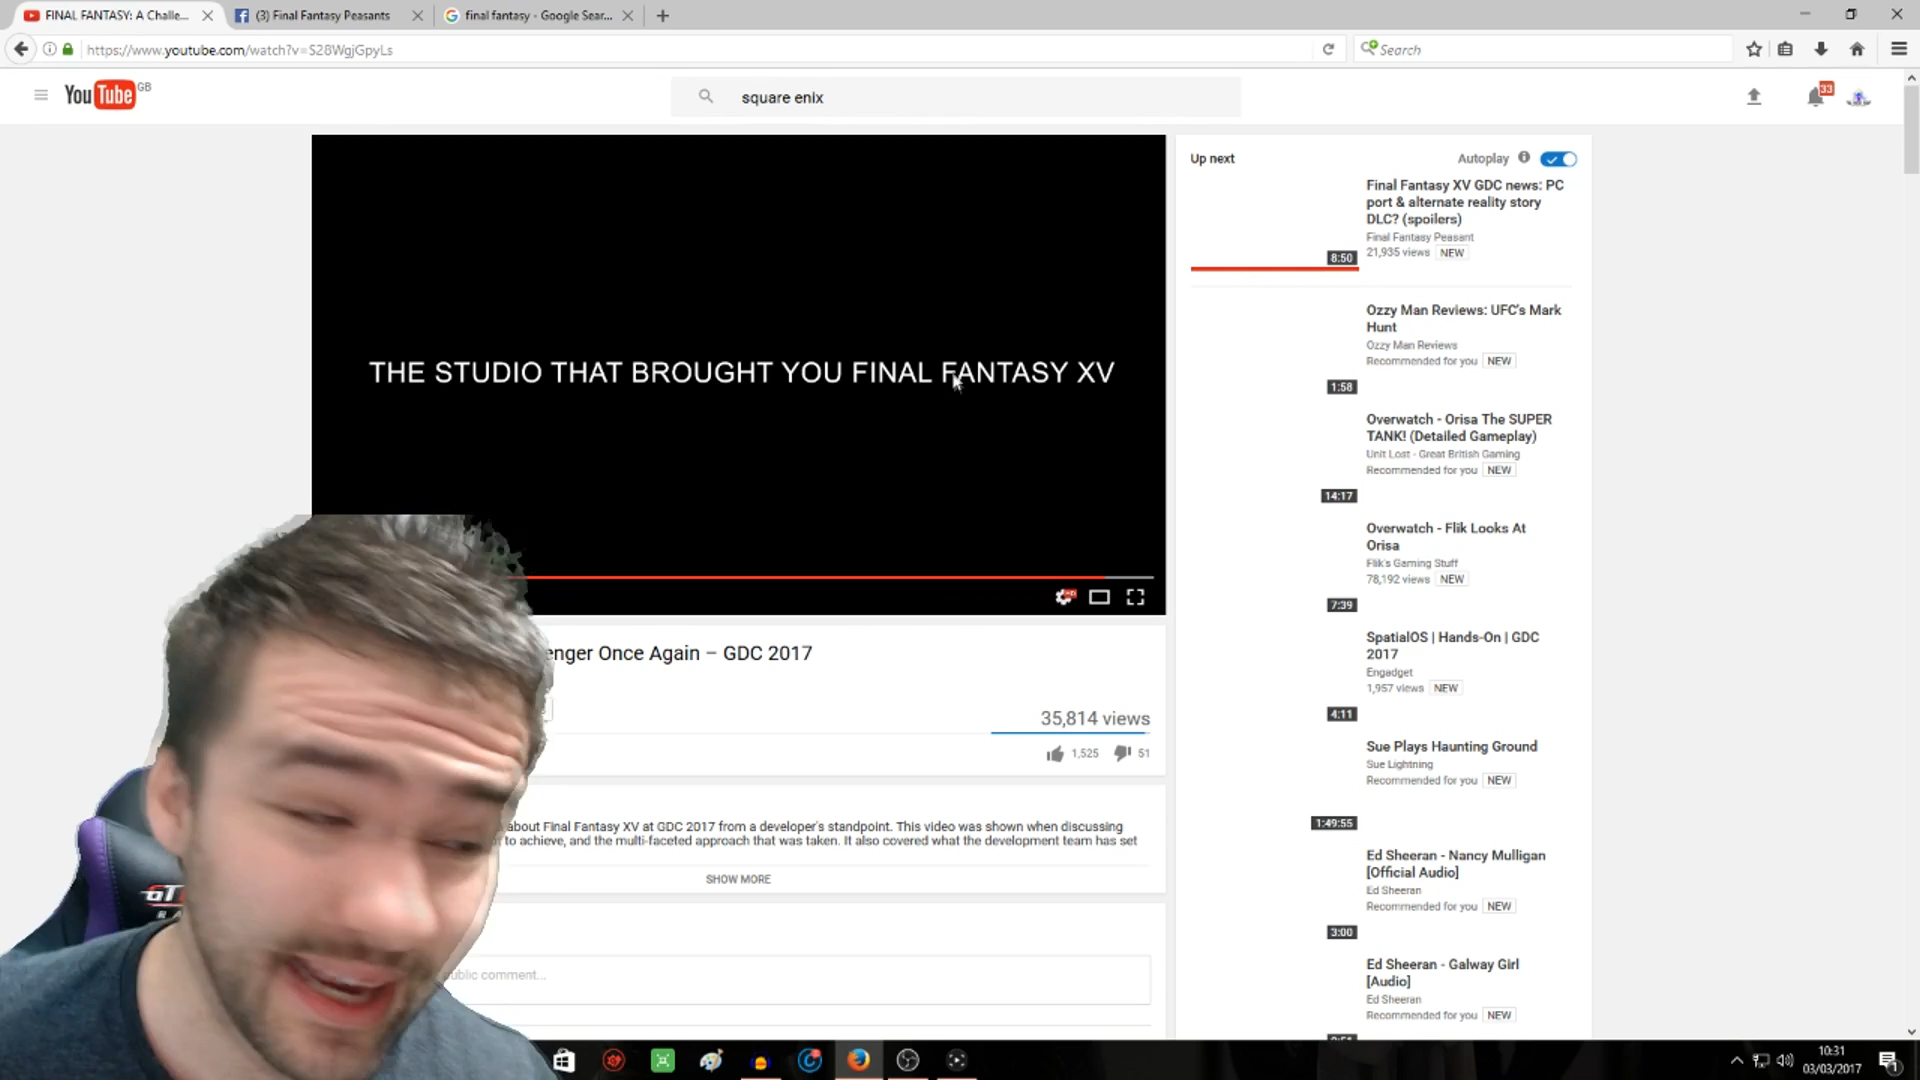 FINAL FANTASY: A Challe...
(3) Final Fantasy Peasants
final fantasy - Google Sear...
https://www.youtube.com/watch?v=S28WgjGpyLs
Search
YouTube GB
square enix
33
THE STUDIO THAT BROUGHT YOU FINAL FANTASY XV
enger Once Again – GDC 2017
35,814 views
1,525
51
about Final Fantasy XV at GDC 2017 from a developer's standpoint. This video was shown when discussing
to achieve, and the multi-faceted approach that was taken. It also covered what the development team has set
SHOW MORE
public comment...
Up next
Autoplay
Final Fantasy XV GDC news: PC
port & alternate reality story
DLC? (spoilers)
Final Fantasy Peasant
21,935 views NEW
8:50
Ozzy Man Reviews: UFC's Mark
Hunt
Ozzy Man Reviews
Recommended for you NEW
1:58
Overwatch - Orisa The SUPER
TANK! (Detailed Gameplay)
Unit Lost - Great British Gaming
Recommended for you NEW
14:17
Overwatch - Flik Looks At
Orisa
Flik's Gaming Stuff
78,192 views NEW
7:39
SpatialOS | Hands-On | GDC
2017
Engadget
1,957 views NEW
4:11
Sue Plays Haunting Ground
Sue Lightning
Recommended for you NEW
1:49:55
Ed Sheeran - Nancy Mulligan
[Official Audio]
Ed Sheeran
Recommended for you NEW
3:00
Ed Sheeran - Galway Girl
[Audio]
Ed Sheeran
Recommended for you NEW
10:31
03/03/2017
1